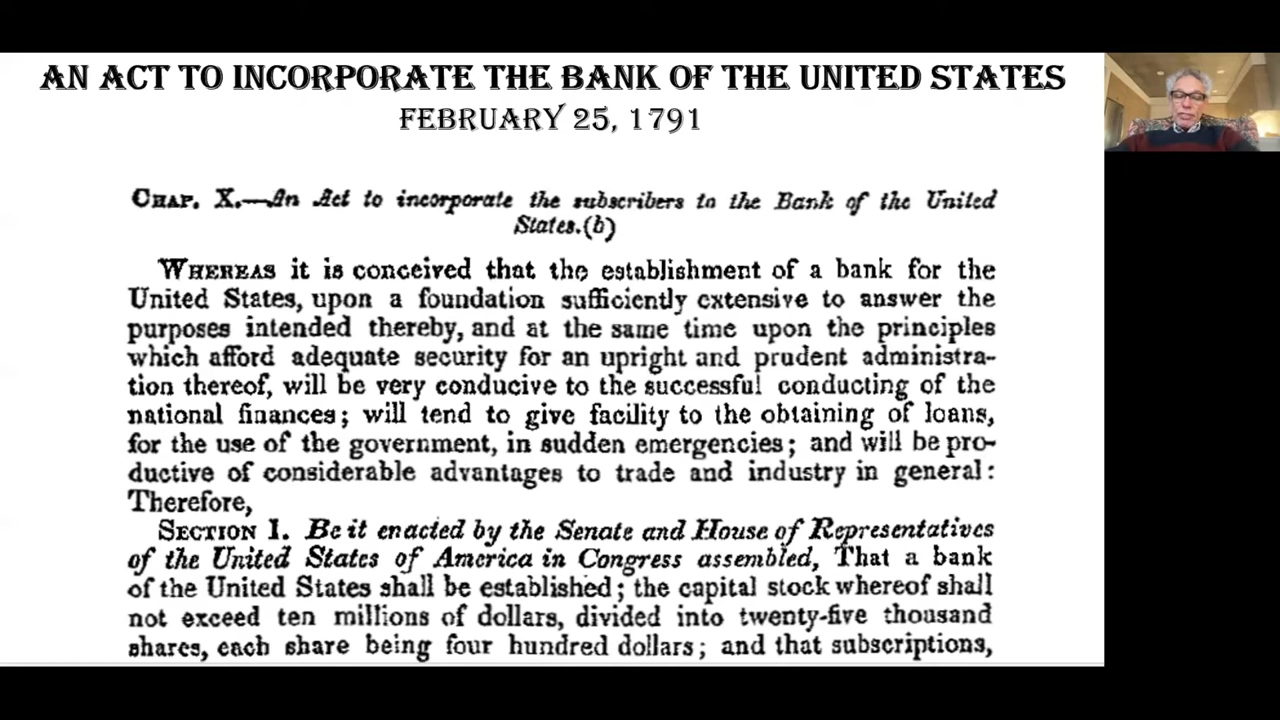 AN ACT TO INCORPORATE THE BANK OF THE UNITED STATES
FEBRUARY 25, 1791
CHAP. X.—An Act to incorporate the subscribers to the Bank of the United
States.(b)
WHEREAS it is conceived that the establishment of a bank for the
United States, upon a foundation sufficiently extensive to answer the
purposes intended thereby, and at the same time upon the principles
which afford adequate security for an upright and prudent administra-
tion thereof, will be very conducive to the successful conducting of the
national finances; will tend to give facility to the obtaining of loans,
for the use of the government, in sudden emergencies; and will be pro-
ductive of considerable advantages to trade and industry in general:
Therefore,
SECTION 1. Be it enacted by the Senate and House of Representatives
of the United States of America in Congress assembled, That a bank
of the United States shall be established; the capital stock whereof shall
not exceed ten millions of dollars, divided into twenty-five thousand
shares, each share being four hundred dollars; and that subscriptions,